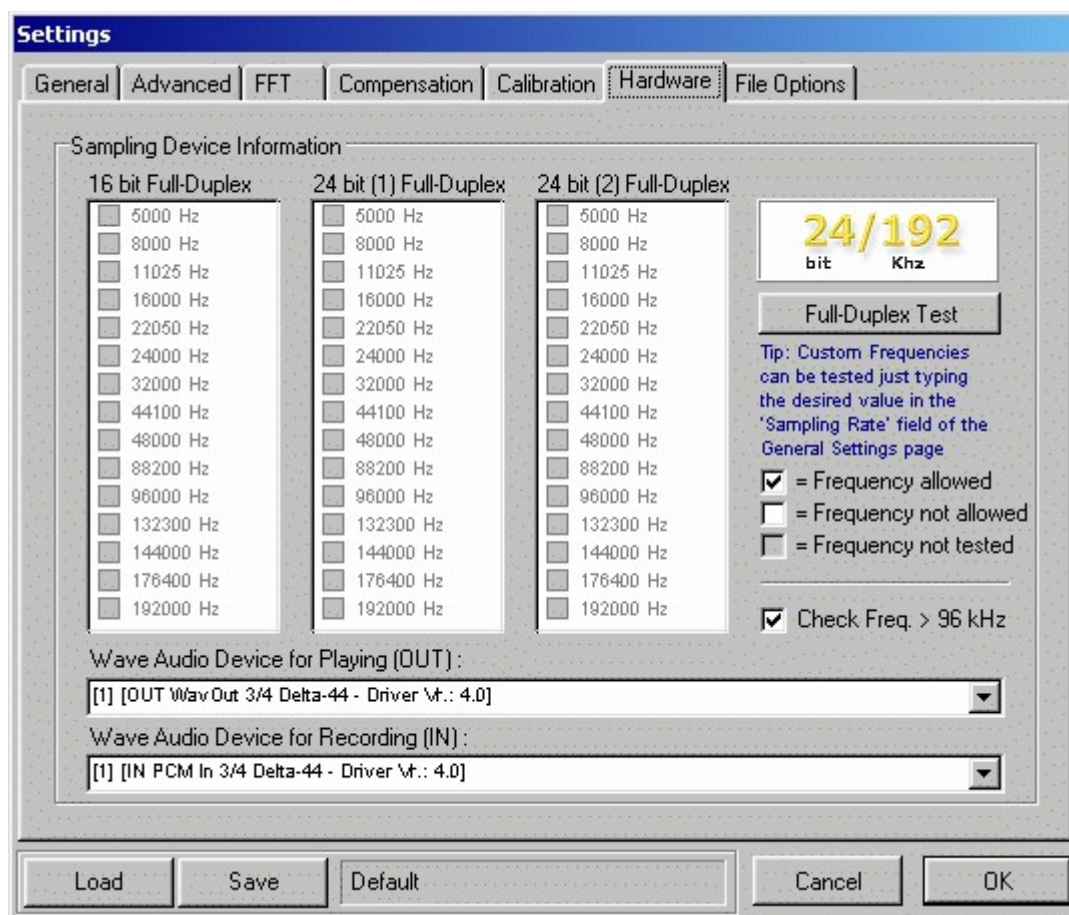 Settings
General Advanced FFT Compensation Calibration Hardware File Options
Sampling Device Information
16 bit Full-Duplex
5000 Hz
8000 Hz
11025 Hz
16000 Hz
22050 Hz
24000 Hz
32000 Hz
44100 Hz
48000 Hz
88200 Hz
96000 Hz
132300 Hz
144000 Hz
176400 Hz
192000 Hz
24 bit (1) Full-Duplex
5000 Hz
8000 Hz
11025 Hz
16000 Hz
22050 Hz
24000 Hz
32000 Hz
44100 Hz
48000 Hz
88200 Hz
96000 Hz
132300 Hz
144000 Hz
176400 Hz
192000 Hz
24 bit (2) Full-Duplex
5000 Hz
8000 Hz
11025 Hz
16000 Hz
22050 Hz
24000 Hz
32000 Hz
44100 Hz
48000 Hz
88200 Hz
96000 Hz
132300 Hz
144000 Hz
176400 Hz
192000 Hz
24/192
bit Khz
Full-Duplex Test
Tip: Custom Frequencies
can be tested just typing
the desired value in the
'Sampling Rate' field of the
General Settings page
= Frequency allowed
= Frequency not allowed
= Frequency not tested
Check Freq. > 96 kHz
Wave Audio Device for Playing (OUT) :
[1] [OUT WavOut 3/4 Delta-44 - Driver Vr.: 4.0]
Wave Audio Device for Recording (IN) :
[1] [IN PCM In 3/4 Delta-44 - Driver Vr.: 4.0]
Load Save Default Cancel OK